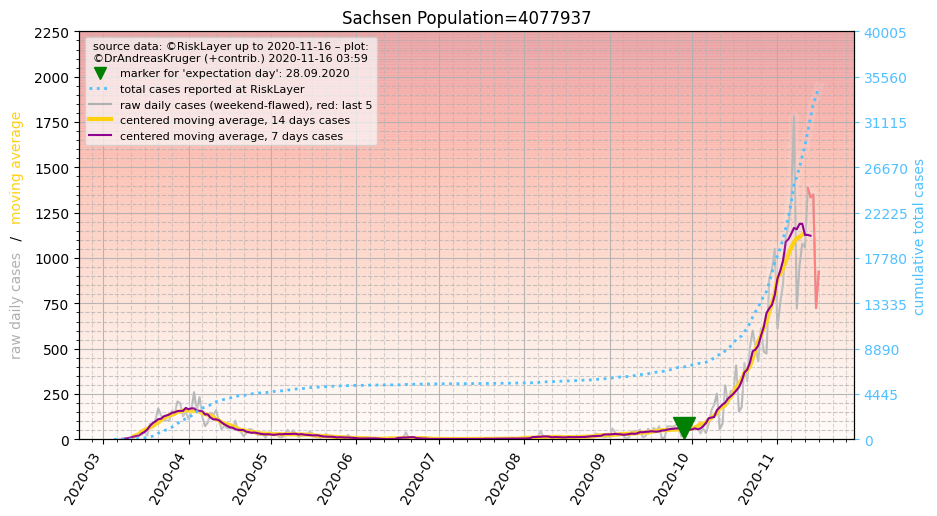 Sachsen Population=4077937
source data: ©RiskLayer up to 2020-11-16 – plot:
©DrAndreasKruger (+contrib.) 2020-11-16 03:59
marker for 'expectation day': 28.09.2020
total cases reported at RiskLayer
raw daily cases (weekend-flawed), red: last 5
centered moving average, 14 days cases
centered moving average, 7 days cases
raw daily cases / moving average
2250
2000
1750
1500
1250
1000
750
500
250
0
40005
35560
31115
26670
22225
17780
13335
8890
4445
0
cumulative total cases
2020-03
2020-04
2020-05
2020-06
2020-07
2020-08
2020-09
2020-10
2020-11